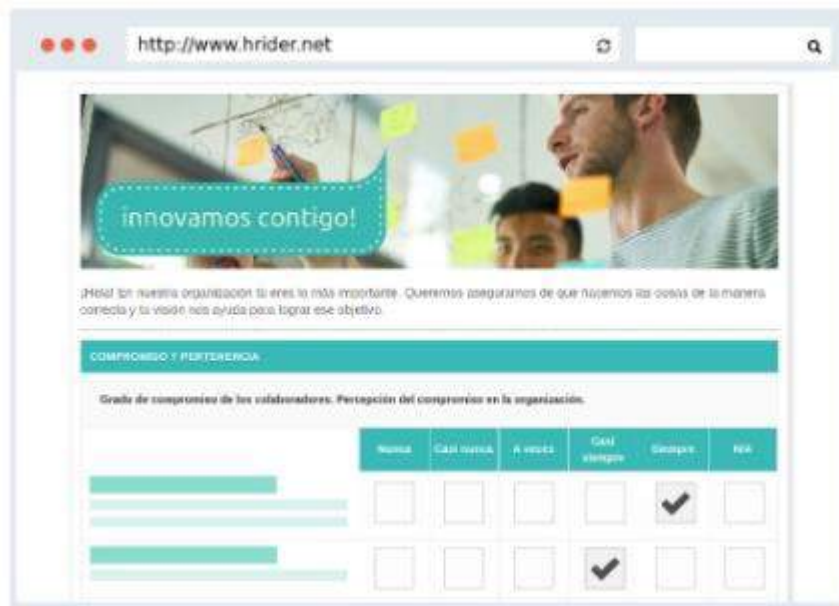 http://www.hrider.net
innovamos contigo!
¡Hola! En nuestra organización tú eres lo más importante. Queremos asegurarnos de que hacemos las cosas de la manera
correcta y tu visión nos ayuda para lograr ese objetivo.
COMPROMISO Y PERTENENCIA
Grado de compromiso de los colaboradores. Percepción del compromiso en la organización.
Nunca Casi nunca A veces Casi siempre Siempre N/A